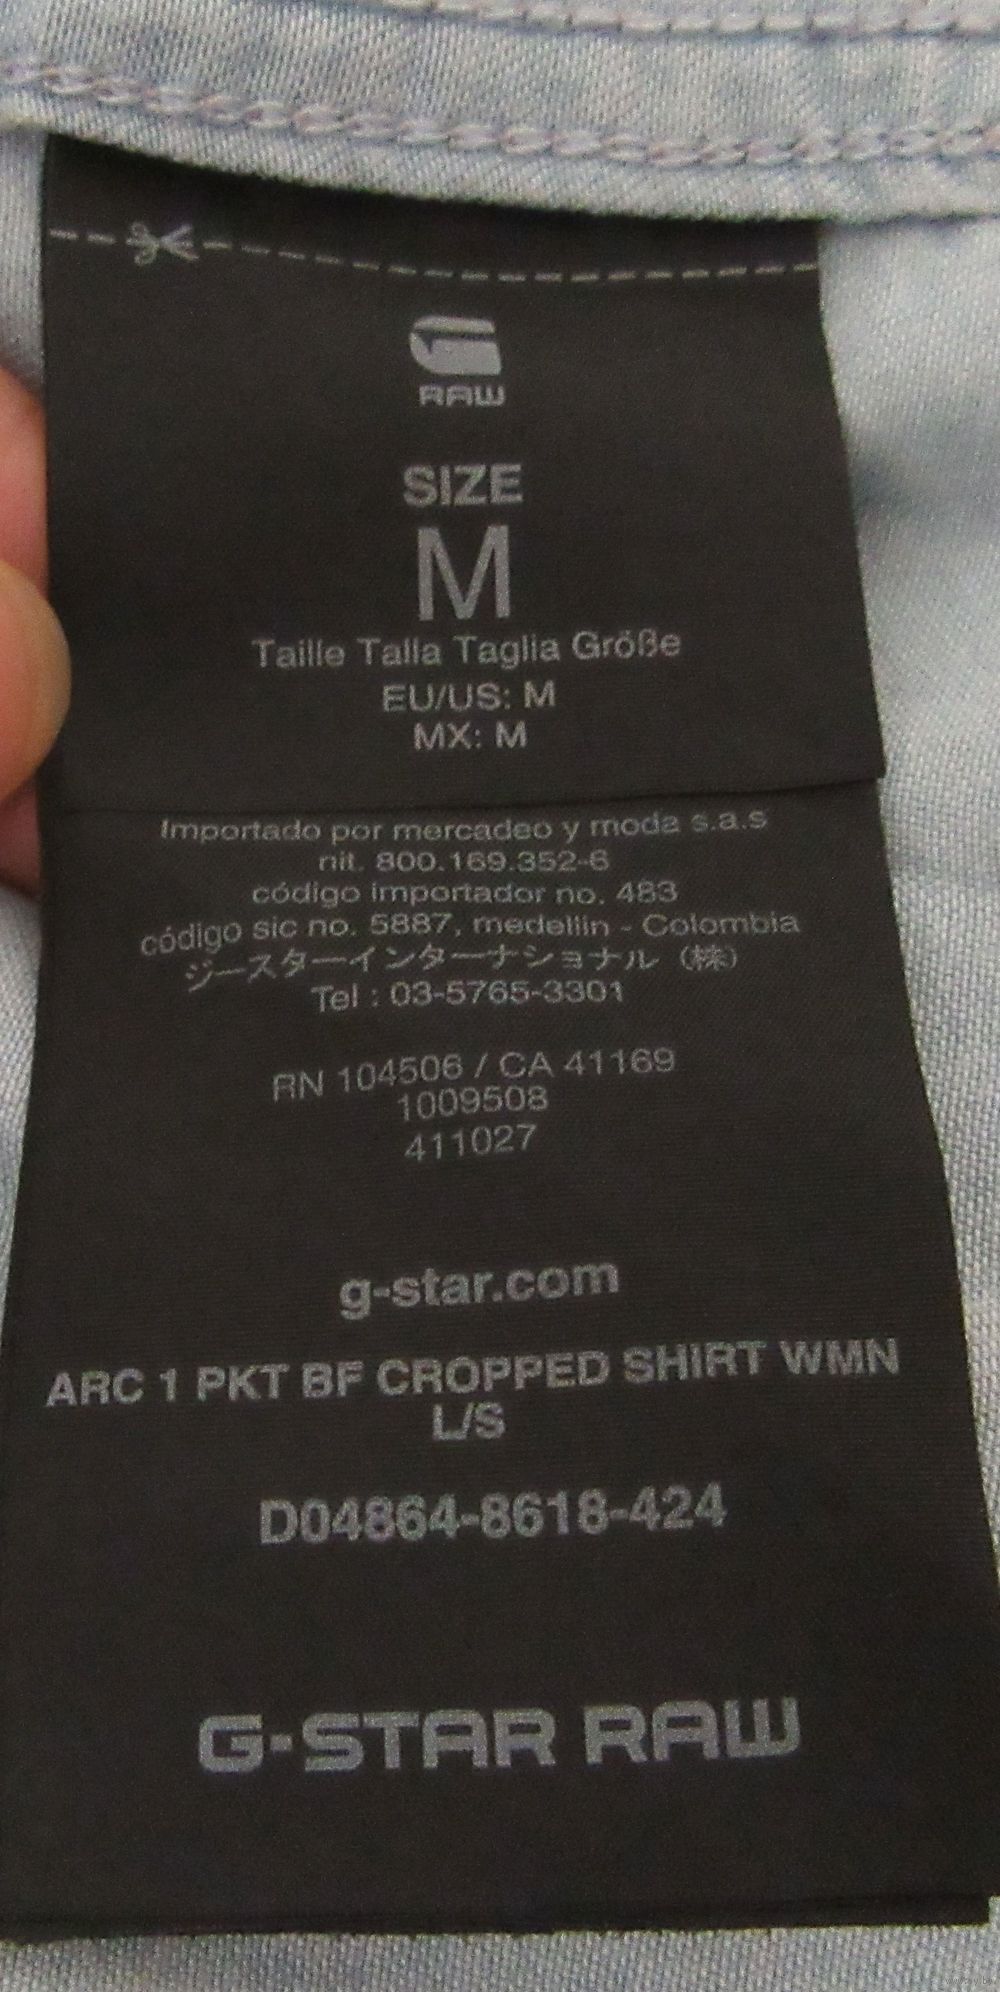 RAW
SIZE
M
Taille Talla Taglia Größe
EU/US: M
MX: M
Importado por mercadeo y moda s.a.s
nit. 800.169.352-6
código importador no. 483
código sic no. 5887, medellin - Colombia
ジースターインターナショナル（株）
Tel : 03-5765-3301
RN 104506 / CA 41169
1009508
411027
g-star.com
ARC 1 PKT BF CROPPED SHIRT WMN
L/S
D04864-8618-424
G-STAR RAW